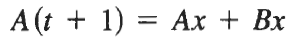 A(t + 1) = Ax + Bx